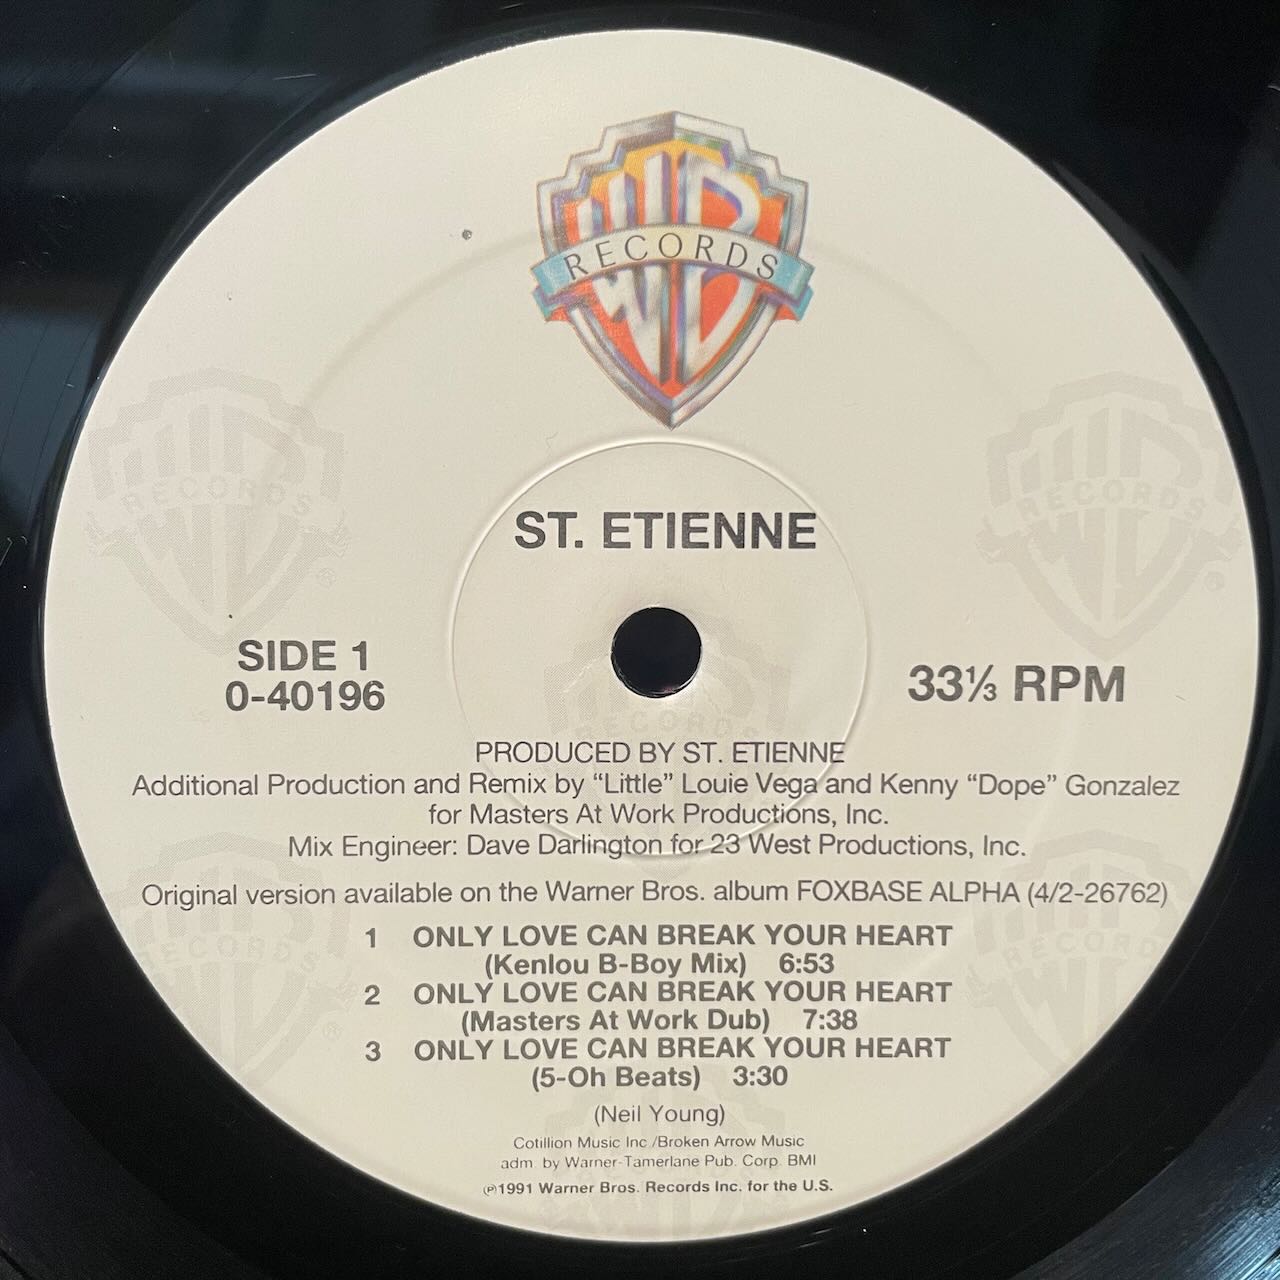 WB
RECORDS
ST. ETIENNE
SIDE 1
0-40196
33⅓ RPM
PRODUCED BY ST. ETIENNE
Additional Production and Remix by “Little” Louie Vega and Kenny “Dope” Gonzalez
for Masters At Work Productions, Inc.
Mix Engineer: Dave Darlington for 23 West Productions, Inc.
Original version available on the Warner Bros. album FOXBASE ALPHA (4/2-26762)
1 ONLY LOVE CAN BREAK YOUR HEART
(Kenlou B-Boy Mix) 6:53
2 ONLY LOVE CAN BREAK YOUR HEART
(Masters At Work Dub) 7:38
3 ONLY LOVE CAN BREAK YOUR HEART
(5-Oh Beats) 3:30
(Neil Young)
Cotillion Music Inc./Broken Arrow Music
adm. by Warner-Tamerlane Pub. Corp. BMI
℗1991 Warner Bros. Records Inc. for the U.S.